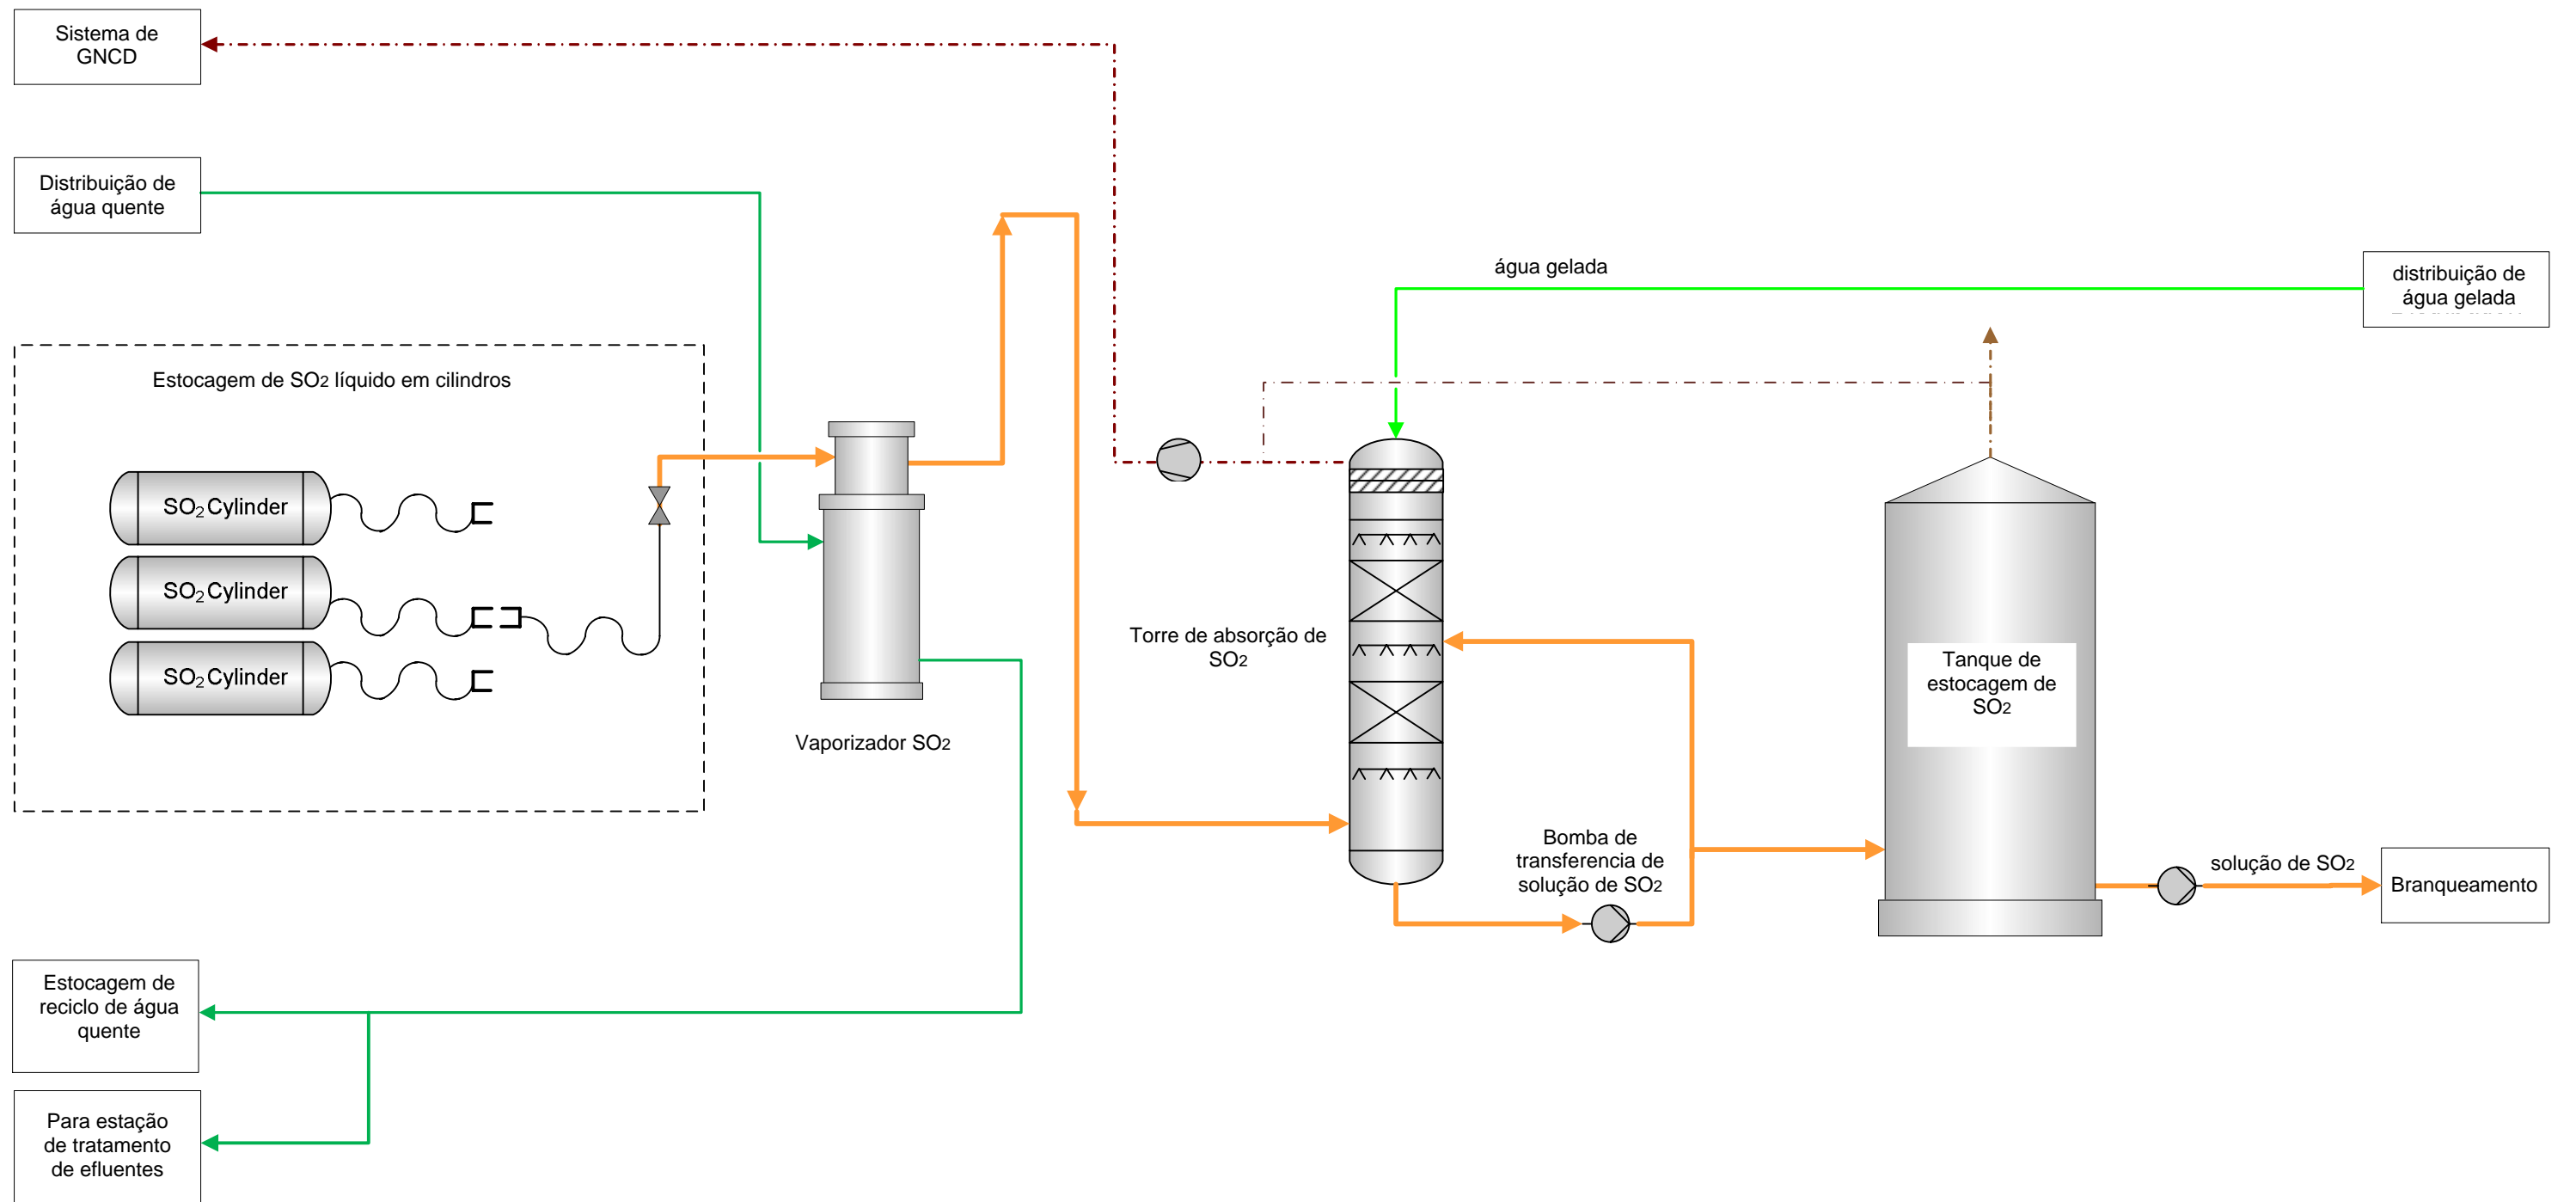 Sistema de
GNCD
Distribuição de
água quente
água gelada
distribuição de
água gelada
Estocagem de SO2 líquido em cilindros
SO2 Cylinder
SO2 Cylinder
SO2 Cylinder
Vaporizador SO2
Torre de absorção de
SO2
Tanque de
estocagem de
SO2
Bomba de
transferencia de
solução de SO2
solução de SO2
Branqueamento
Estocagem de
reciclo de água
quente
Para estação
de tratamento
de efluentes